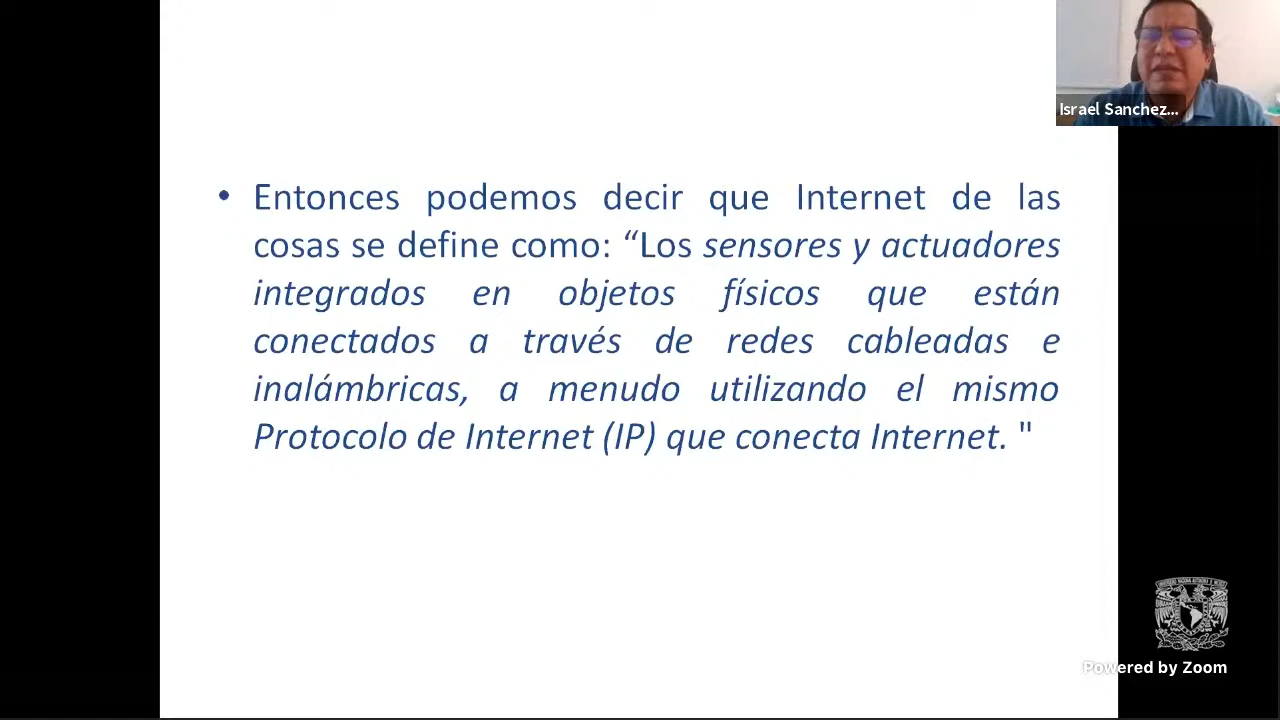 Israel Sanchez...
• Entonces podemos decir que Internet de las
cosas se define como: “Los sensores y actuadores
integrados en objetos físicos que están
conectados a través de redes cableadas e
inalámbricas, a menudo utilizando el mismo
Protocolo de Internet (IP) que conecta Internet. "
Powered by Zoom